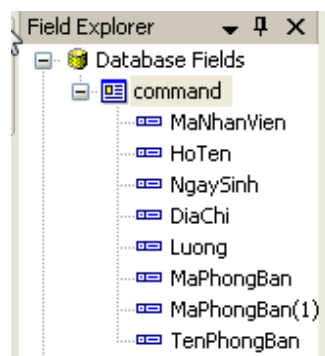 Field Explorer
Database Fields
command
MaNhanVien
HoTen
NgaySinh
DiaChi
Luong
MaPhongBan
MaPhongBan(1)
TenPhongBan